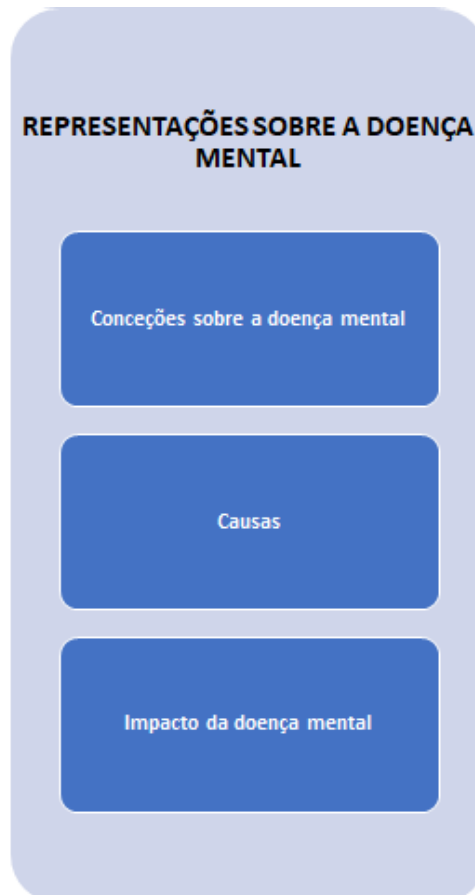 REPRESENTAÇÕES SOBRE A DOENÇA
MENTAL
Conceções sobre a doença mental
Causas
Impacto da doença mental